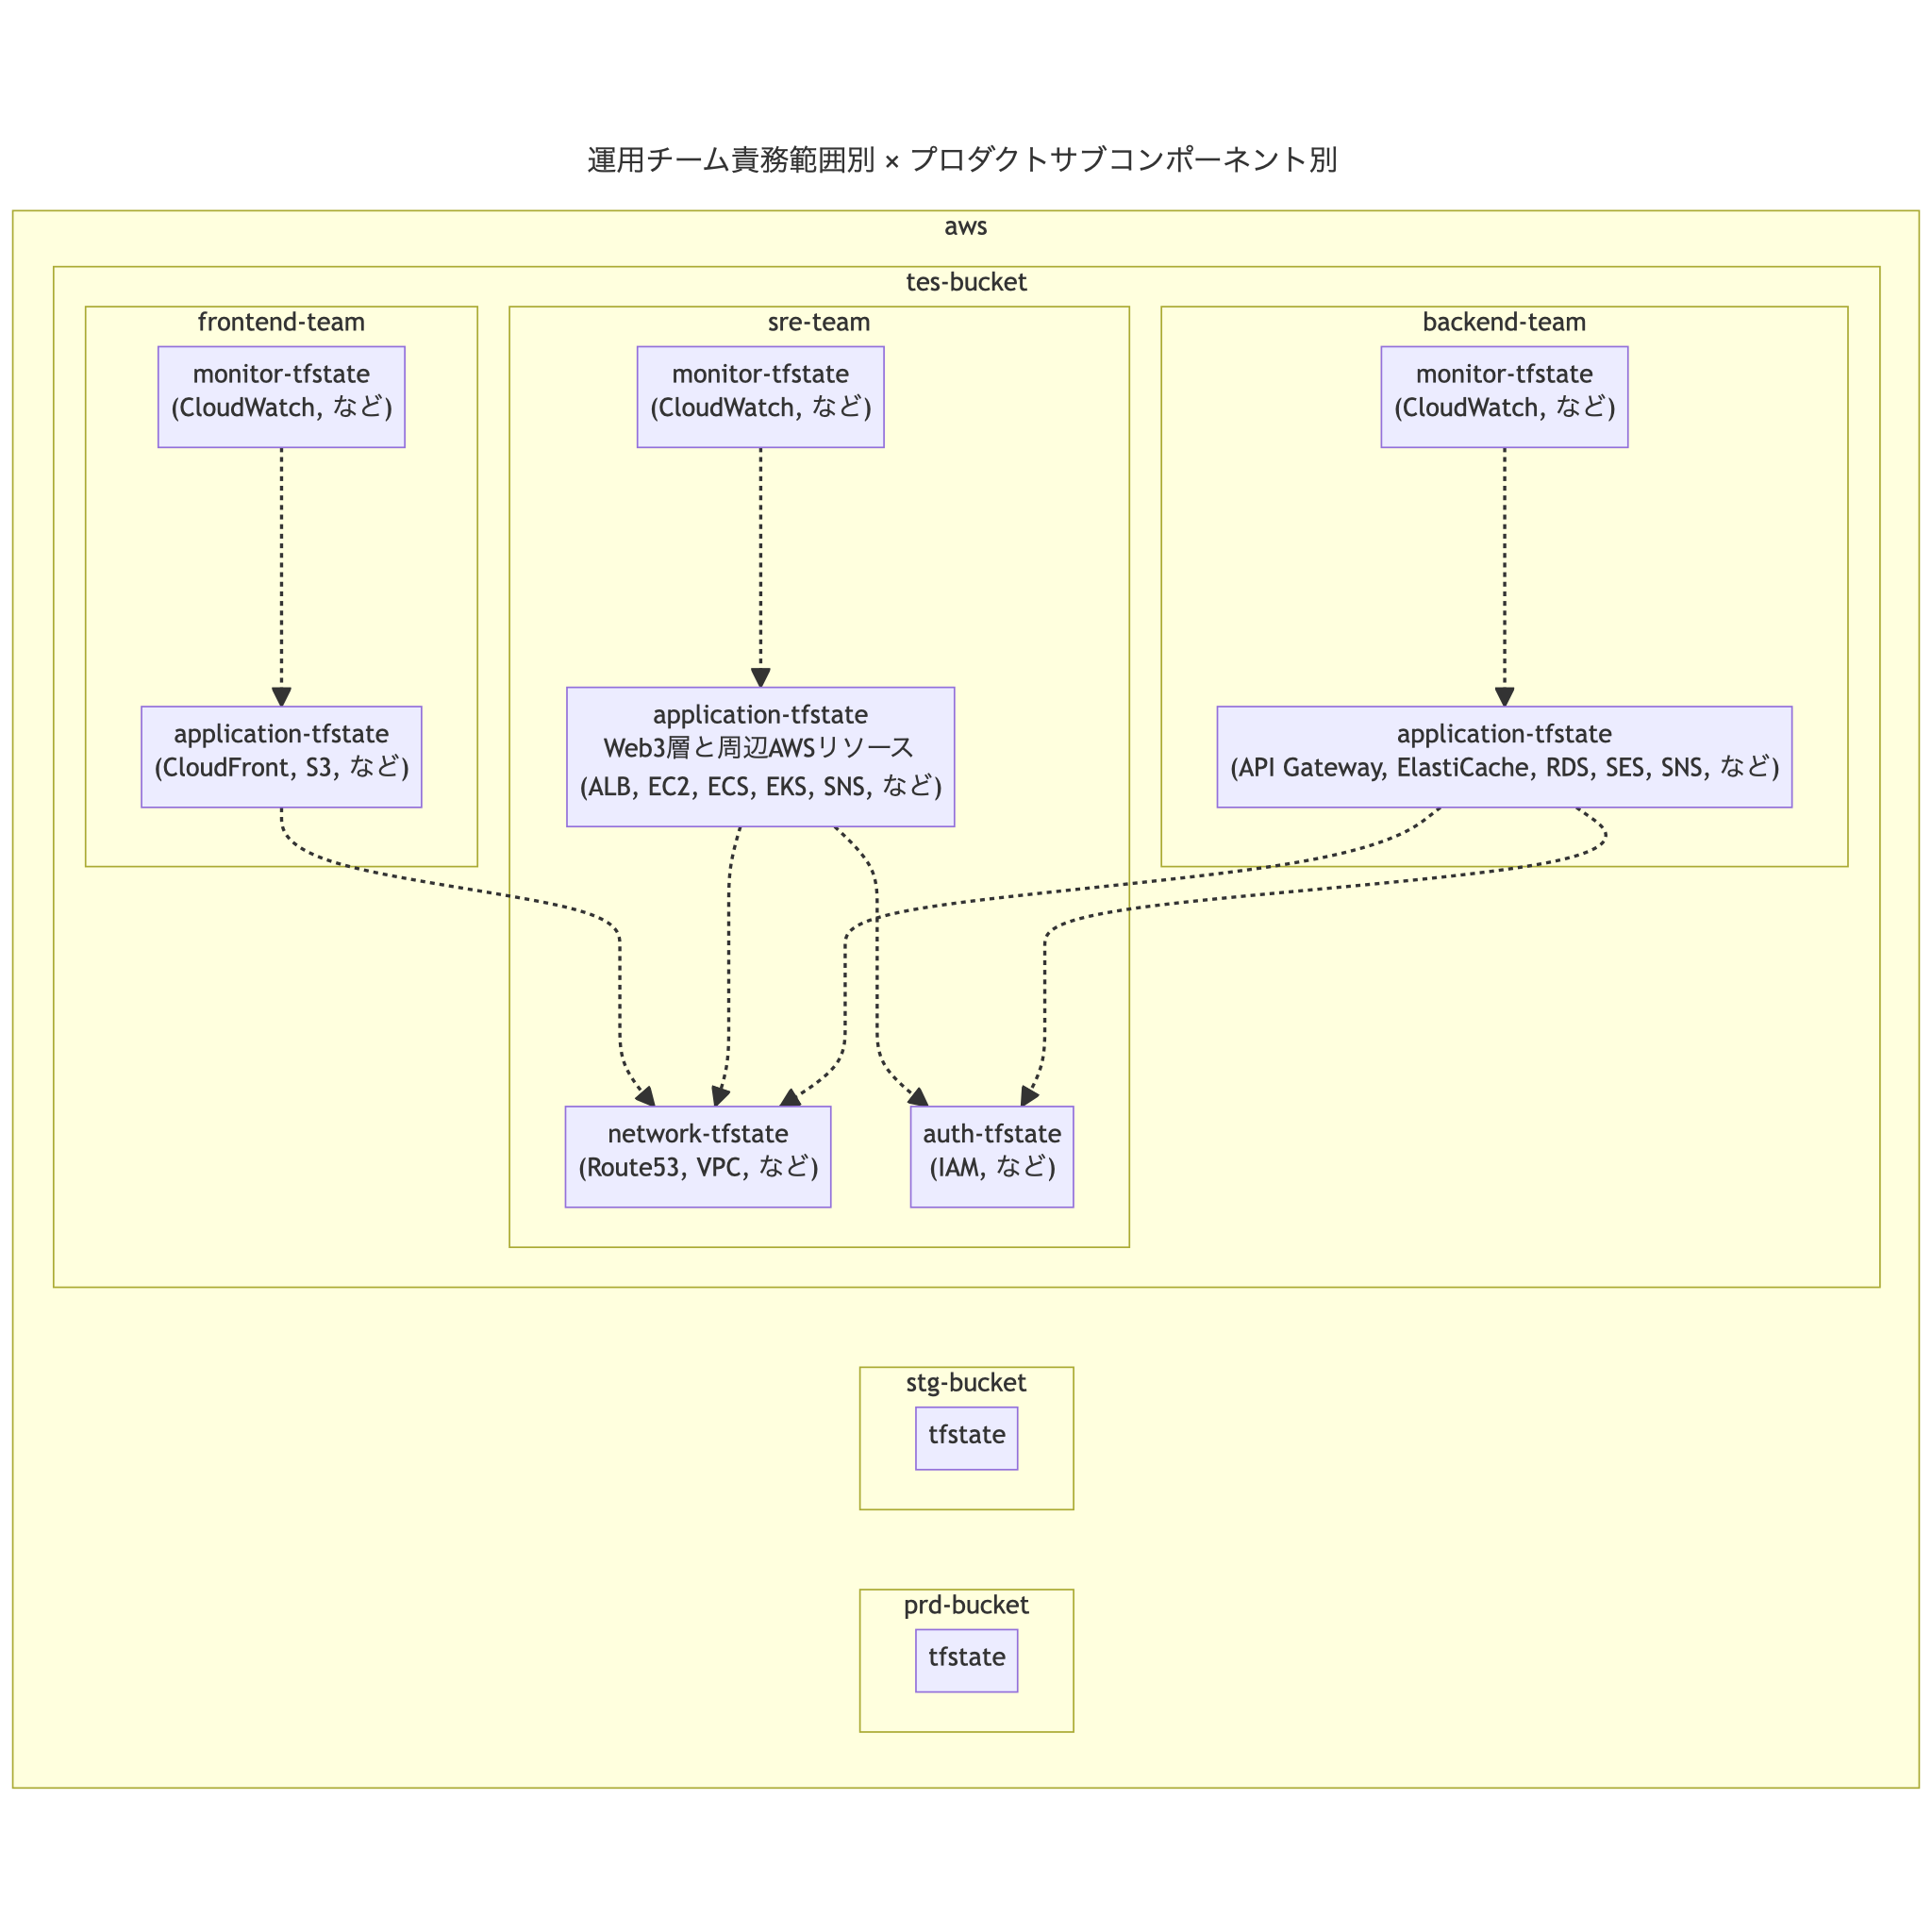 運用チーム責務範囲別 × プロダクトサブコンポーネント別
aws
tes-bucket
frontend-team
monitor-tfstate
(CloudWatch, など)
application-tfstate
(CloudFront, S3, など)
sre-team
monitor-tfstate
(CloudWatch, など)
application-tfstate
Web3層と周辺AWSリソース
(ALB, EC2, ECS, EKS, SNS, など)
network-tfstate
(Route53, VPC, など)
auth-tfstate
(IAM, など)
backend-team
monitor-tfstate
(CloudWatch, など)
application-tfstate
(API Gateway, ElastiCache, RDS, SES, SNS, など)
stg-bucket
tfstate
prd-bucket
tfstate